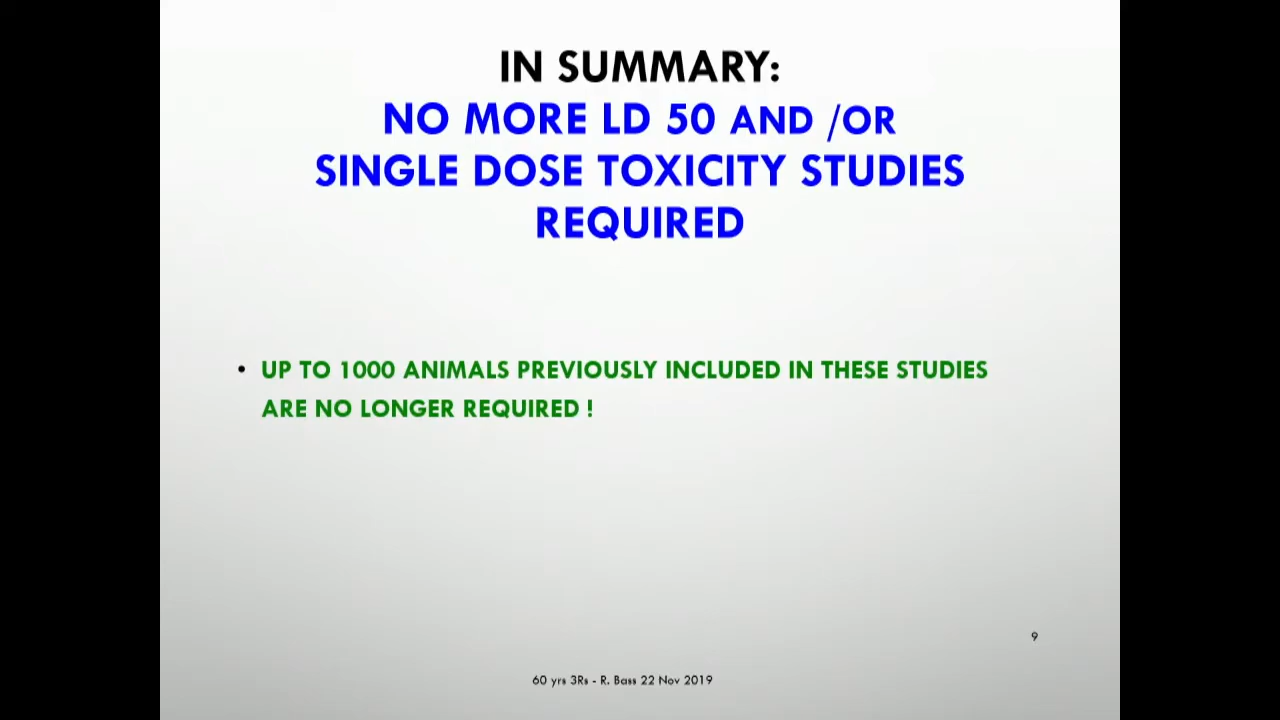 IN SUMMARY:
NO MORE LD 50 AND /OR
SINGLE DOSE TOXICITY STUDIES
REQUIRED
• UP TO 1000 ANIMALS PREVIOUSLY INCLUDED IN THESE STUDIES
ARE NO LONGER REQUIRED !
9
60 yrs 3Rs - R. Bass 22 Nov 2019